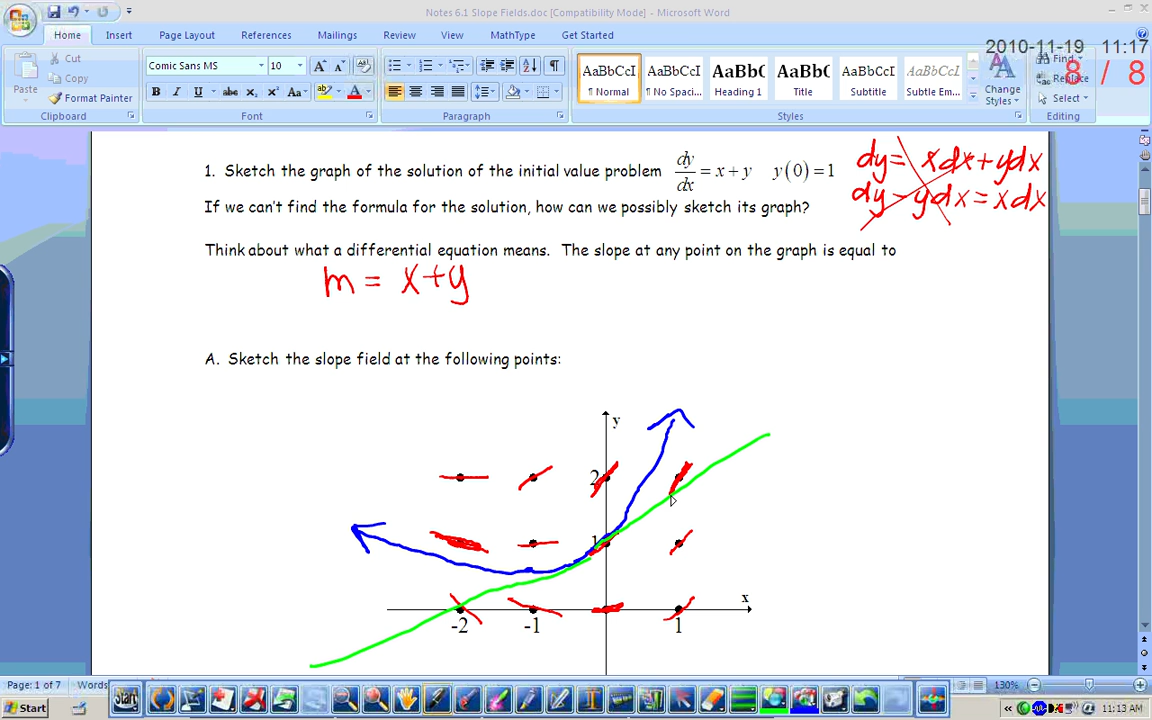 Notes 6.1 Slope Fields.doc [Compatibility Mode] - Microsoft Word
Home Insert Page Layout References Mailings Review View MathType Get Started
2010-11-19 11:17
8 / 8
Cut
Copy
Paste
Format Painter
Comic Sans MS 10
AaBbCcI AaBbCcI AaBbC AaBbC AaBbCcI AaBbCcI
¶ Normal ¶ No Spaci... Heading 1 Title Subtitle Subtle Em...
Change Styles
Find
Replace
Select
Clipboard Font Paragraph Styles Editing
1. Sketch the graph of the solution of the initial value problem dy/dx = x + y y(0) = 1
dy = xdx + ydx
dy - ydx = xdx
If we can't find the formula for the solution, how can we possibly sketch its graph?
Think about what a differential equation means. The slope at any point on the graph is equal to
m = x+y
A. Sketch the slope field at the following points:
y
2
1
x
-2 -1 1
Page: 1 of 7 Words 130%
Start
start 11:13 AM